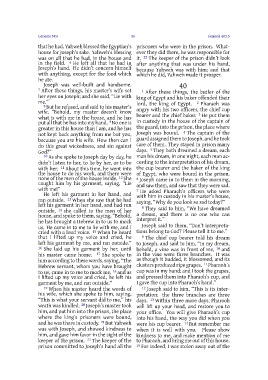 Genesis 39:6
36
Genesis 40:15
that he had. Yahweh blessed the Egyptian's
house for Joseph's sake. Yahweh's blessing
was on all that he had, in the house and
in the field. 6 He left all that he had in
Joseph's hand. He didn't concern himself
with anything, except for the food which
he ate.
Joseph was well-built and handsome.
7 After these things, his master's wife set
her eyes on Joseph; and she said, "Lie with
me."
8 But he refused, and said to his master's
wife, "Behold, my master doesn't know
what is with me in the house, and he has
put all that he has into my hand. 9 No one is
greater in this house than I am, and he has
not kept back anything from me but you,
because you are his wife. How then can I
do this great wickedness, and sin against
God?"
10 As she spoke to Joseph day by day, he
didn't listen to her, to lie by her, or to be
with her. 11 About this time, he went into
the house to do his work, and there were
none of the men of the house inside. 12 She
caught him by his garment, saying, "Lie
with me!"
He left his garment in her hand, and
ran outside. 13 When she saw that he had
left his garment in her hand, and had run
outside, 14 she called to the men of her
house, and spoke to them, saying, "Behold,
he has brought a Hebrew in to us to mock
us. He came in to me to lie with me, and I
cried with a loud voice. 15 When he heard
that I lifted up my voice and cried, he
left his garment by me, and ran outside."
16 She laid up his garment by her, until
his master came home. 17 She spoke to
him according to these words, saying, "The
Hebrew servant, whom you have brought
to us, came in to me to mock me, 18 and as
I lifted up my voice and cried, he left his
garment by me, and ran outside."
19 When his master heard the words of
his wife, which she spoke to him, saying,
"This is what your servant did to me," his
wrath was kindled. 20 Joseph's master took
him, and put him into the prison, the place
where the king's prisoners were bound,
and he was there in custody. 21 But Yahweh
was with Joseph, and showed kindness to
him, and gave him favor in the sight of the
keeper of the prison. 22 The keeper of the
prison committed to Joseph's hand all the
prisoners who were in the prison. What-
ever they did there, he was responsible for
it. 23 The keeper of the prison didn't look
after anything that was under his hand,
because Yahweh was with him; and that
which he did, Yahweh made it prosper.
40
1 After these things, the butler of the
king of Egypt and his baker offended their
lord, the king of Egypt. 2 Pharaoh was
angry with his two officers, the chief cup
bearer and the chief baker. 3 He put them
in custody in the house of the captain of
the guard, into the prison, the place where
Joseph was bound. 4 The captain of the
guard assigned them to Joseph, and he took
care of them. They stayed in prison many
days. 5 They both dreamed a dream, each
man his dream, in one night, each man ac-
cording to the interpretation of his dream,
the cup bearer and the baker of the king
of Egypt, who were bound in the prison.
6 Joseph came in to them in the morning,
and saw them, and saw that they were sad.
7 He asked Pharaoh's officers who were
with him in custody in his master's house,
saying, "Why do you look so sad today?"
8 They said to him, "We have dreamed
a dream, and there is no one who can
interpret it."
Joseph said to them, "Don't interpreta-
tions belong to God? Please tell it to me."
9 The chief cup bearer told his dream
to Joseph, and said to him, "In my dream,
behold, a vine was in front of me, 10 and
in the vine were three branches. It was
as though it budded, it blossomed, and its
clusters produced ripe grapes. 11 Pharaoh's
cup was in my hand; and I took the grapes,
and pressed them into Pharaoh's cup, and
I gave the cup into Pharaoh's hand."
12 Joseph said to him, "This is its inter-
pretation: the three branches are three
days. 13 Within three more days, Pharaoh
will lift up your head, and restore you to
your office. You will give Pharaoh's cup
into his hand, the way you did when you
were his cup bearer. 14 But remember me
when it is well with you. Please show
kindness to me, and make mention of me
to Pharaoh, and bring me out of this house.
15 For indeed, I was stolen away out of the